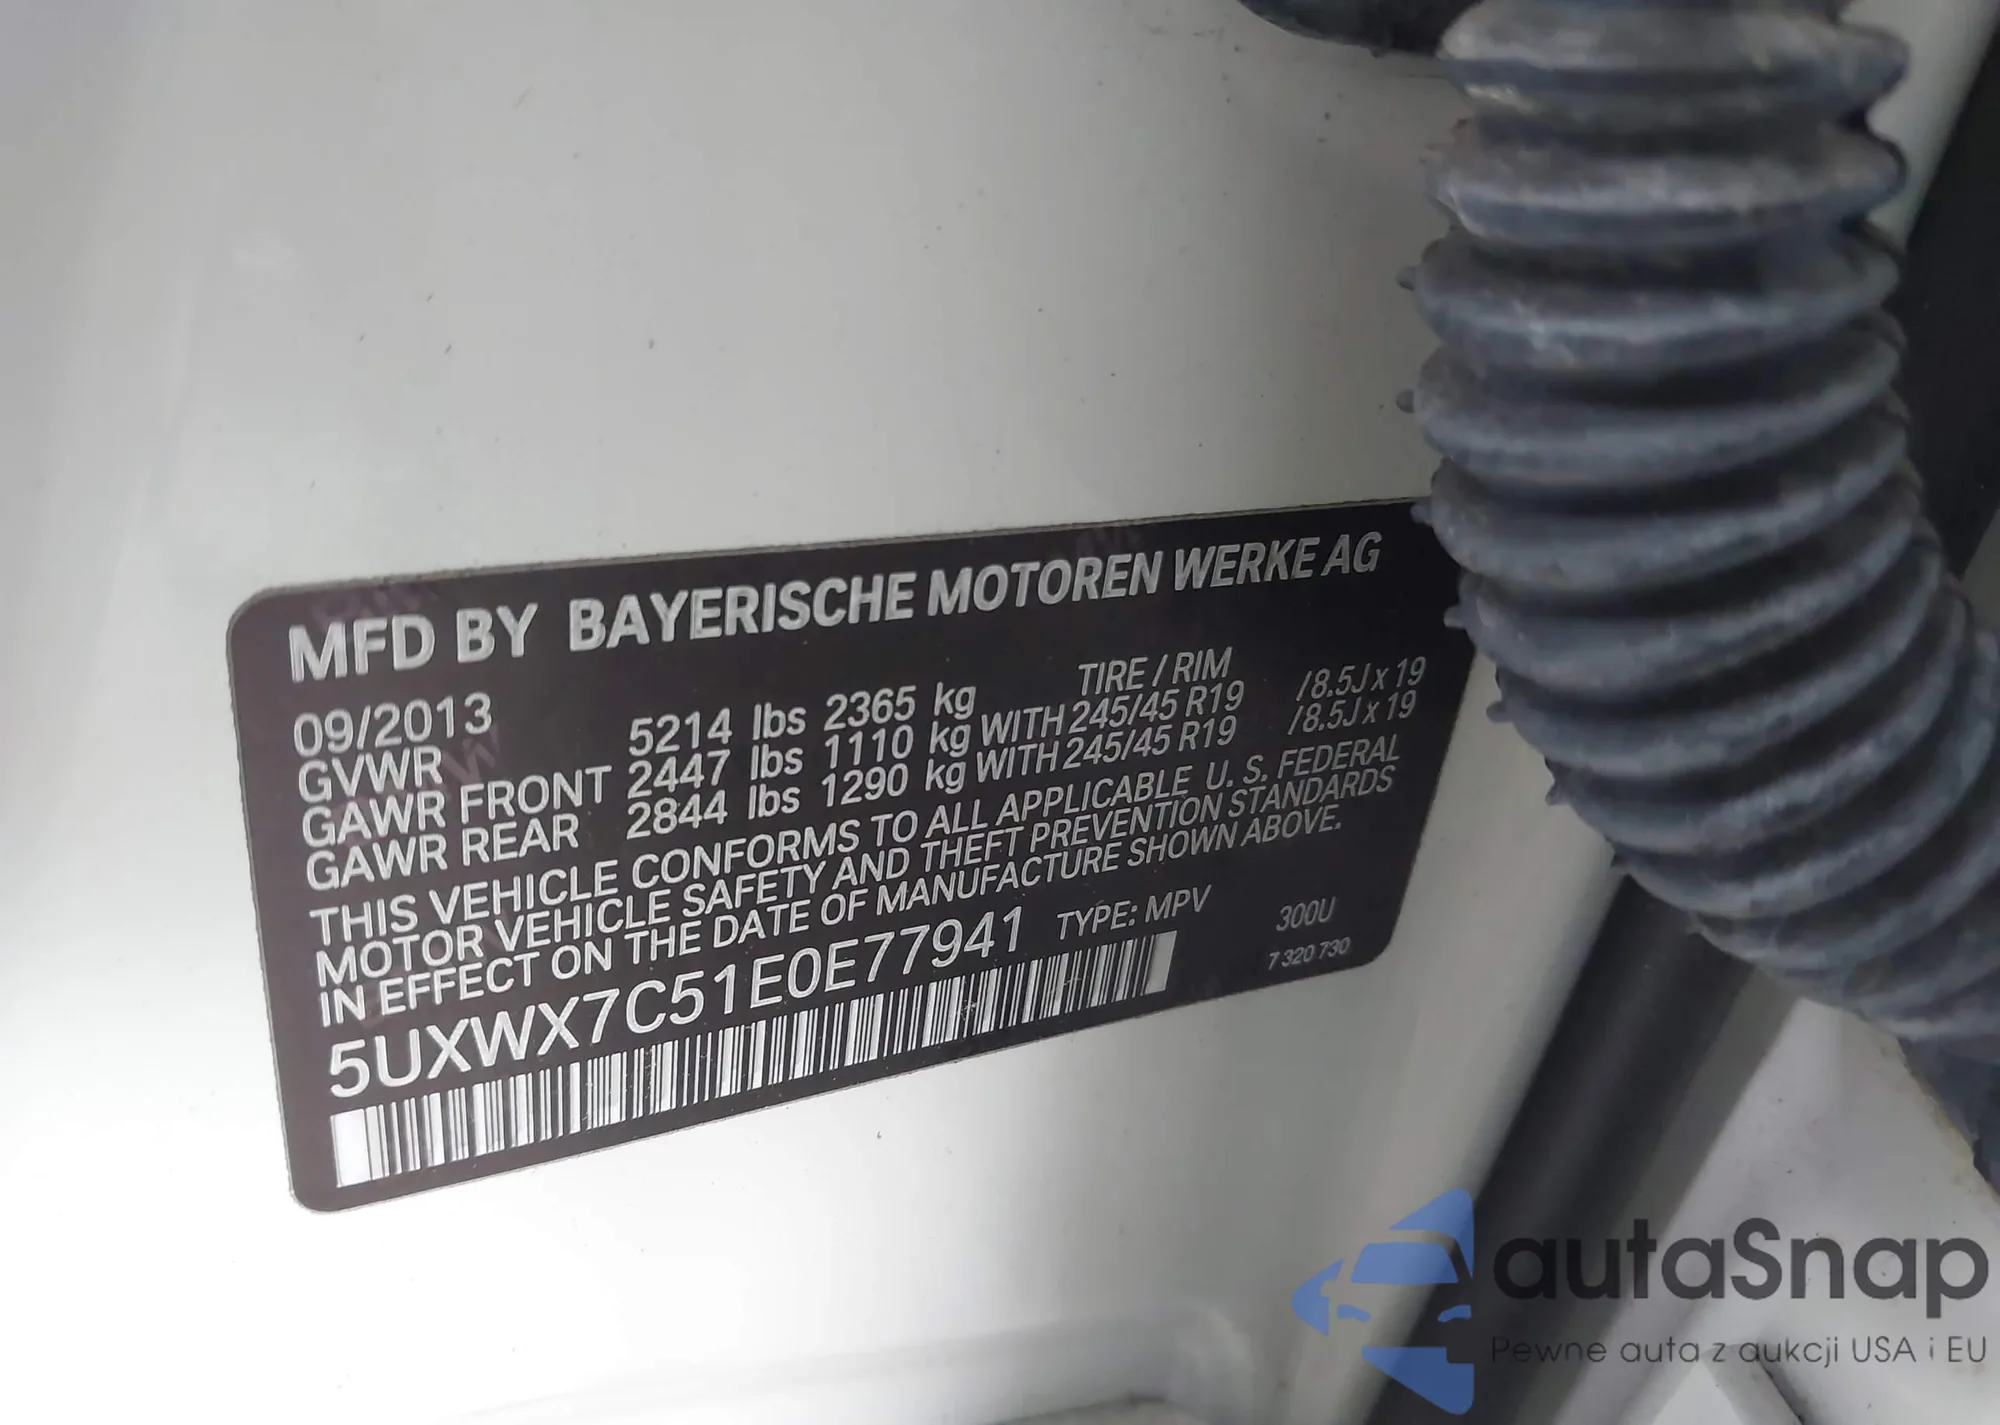 MFD BY BAYERISCHE MOTOREN WERKE AG
09/2013 TIRE / RIM
GVWR 5214 lbs 2365 kg
GAWR FRONT 2447 lbs 1110 kg WITH 245/45 R19 /8.5J x 19
GAWR REAR 2844 lbs 1290 kg WITH 245/45 R19 /8.5J x 19
THIS VEHICLE CONFORMS TO ALL APPLICABLE U. S. FEDERAL
MOTOR VEHICLE SAFETY AND THEFT PREVENTION STANDARDS
IN EFFECT ON THE DATE OF MANUFACTURE SHOWN ABOVE.
5UXWX7C51E0E77941 TYPE: MPV 300U
7 320 730
autaSnap
Pewne auta z aukcji USA i EU